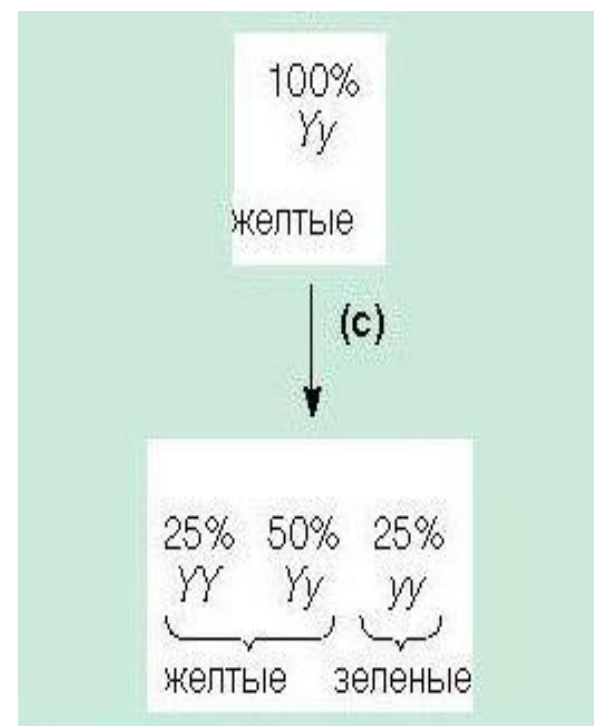 100%
Yy
желтые
(c)
25% 50% 25%
YY Yy yy
желтые зеленые